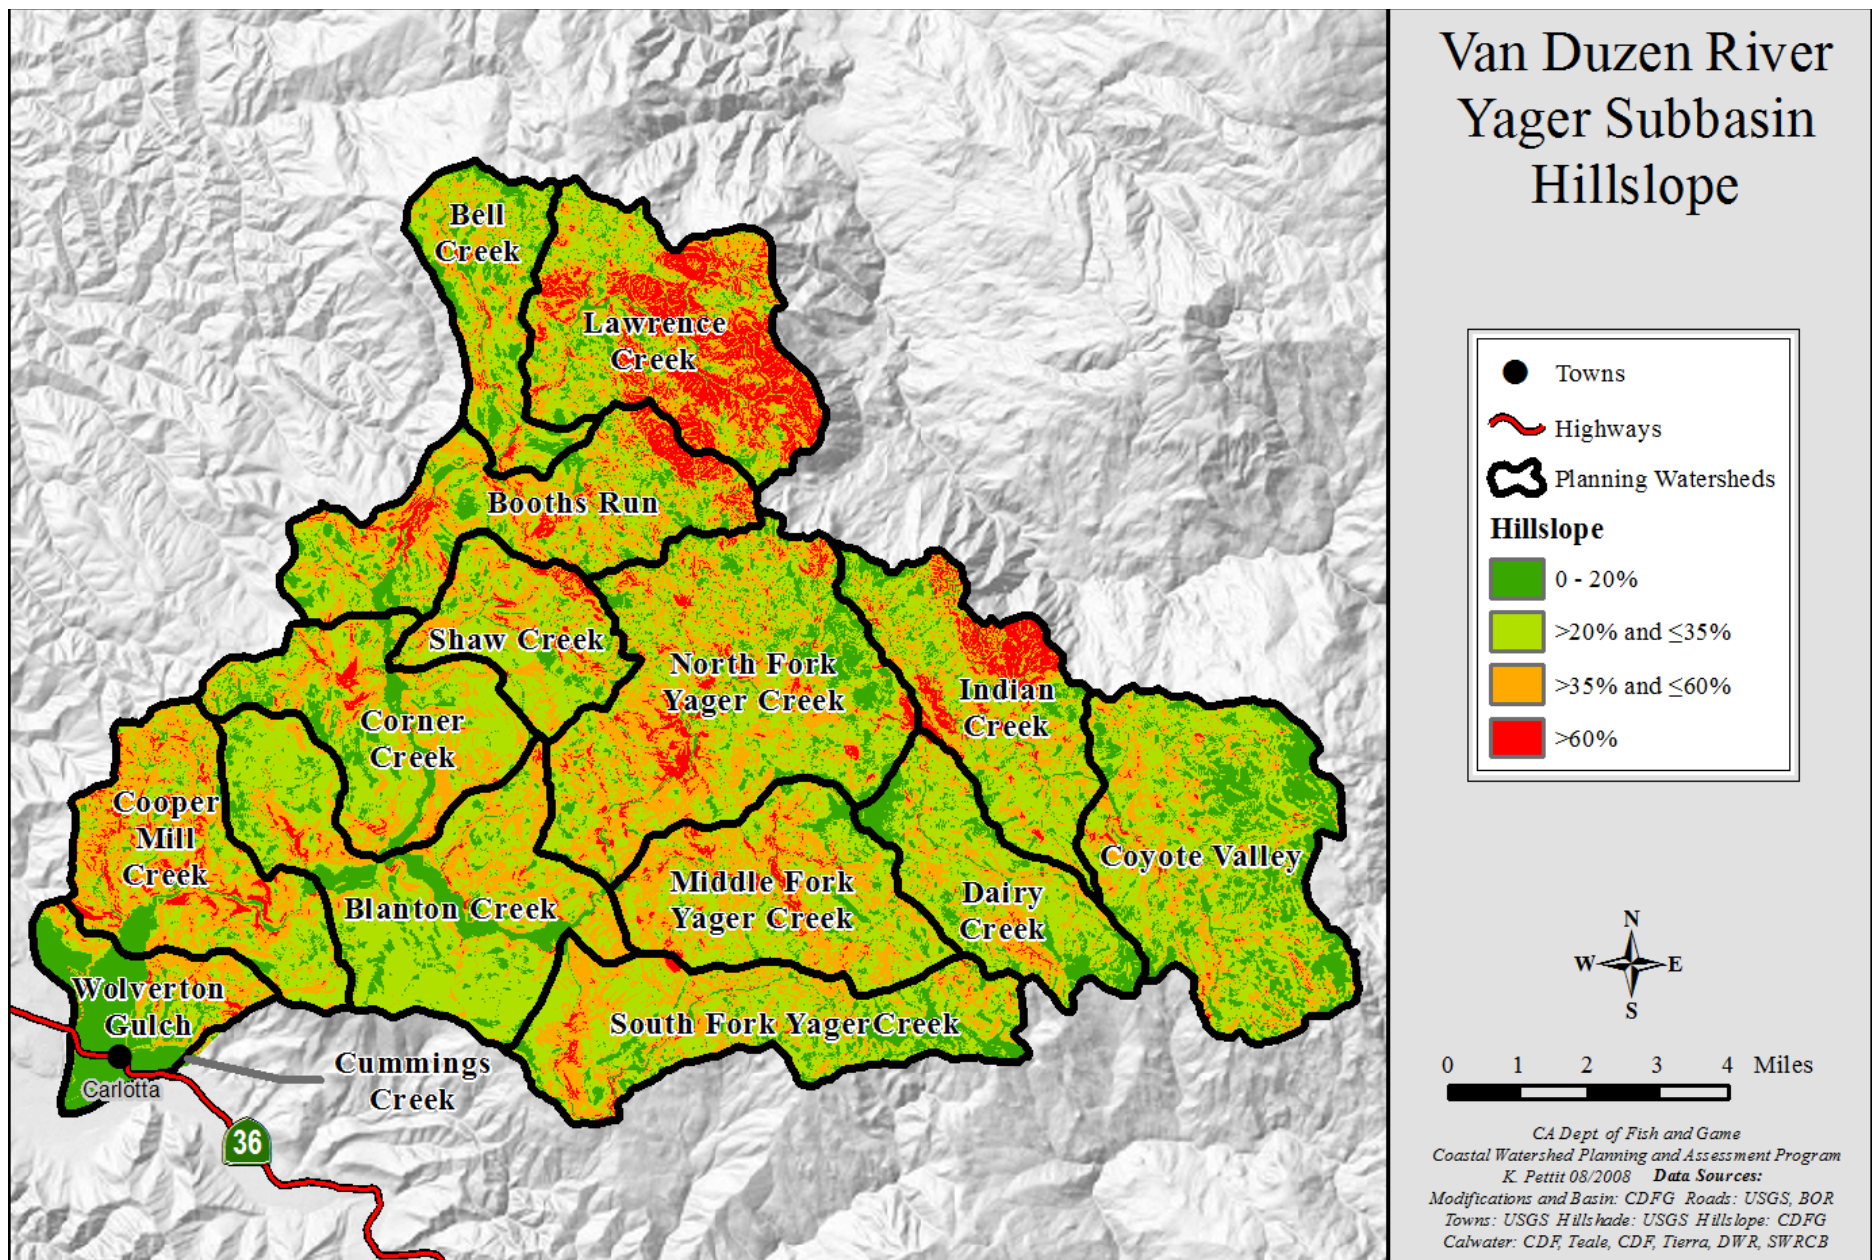 Van Duzen River
Yager Subbasin
Hillslope
Bell
Creek
Lawrence
Creek
Booths Run
Shaw Creek
North Fork
Yager Creek
Indian
Creek
Corner
Creek
Cooper
Mill
Creek
Coyote Valley
Middle Fork
Yager Creek
Dairy
Creek
Blanton Creek
Wolverton
Gulch
South Fork Yager Creek
Cummings
Creek
Carlotta
36
Towns
Highways
Planning Watersheds
Hillslope
0 - 20%
>20% and ≤35%
>35% and ≤60%
>60%
N
W E
S
0 1 2 3 4 Miles
CA Dept. of Fish and Game
Coastal Watershed Planning and Assessment Program
K. Pettit 08/2008 Data Sources:
Modifications and Basin: CDFG Roads: USGS, BOR
Towns: USGS Hillshade: USGS Hillslope: CDFG
Calwater: CDF, Teale, CDF, Tierra, DWR, SWRCB